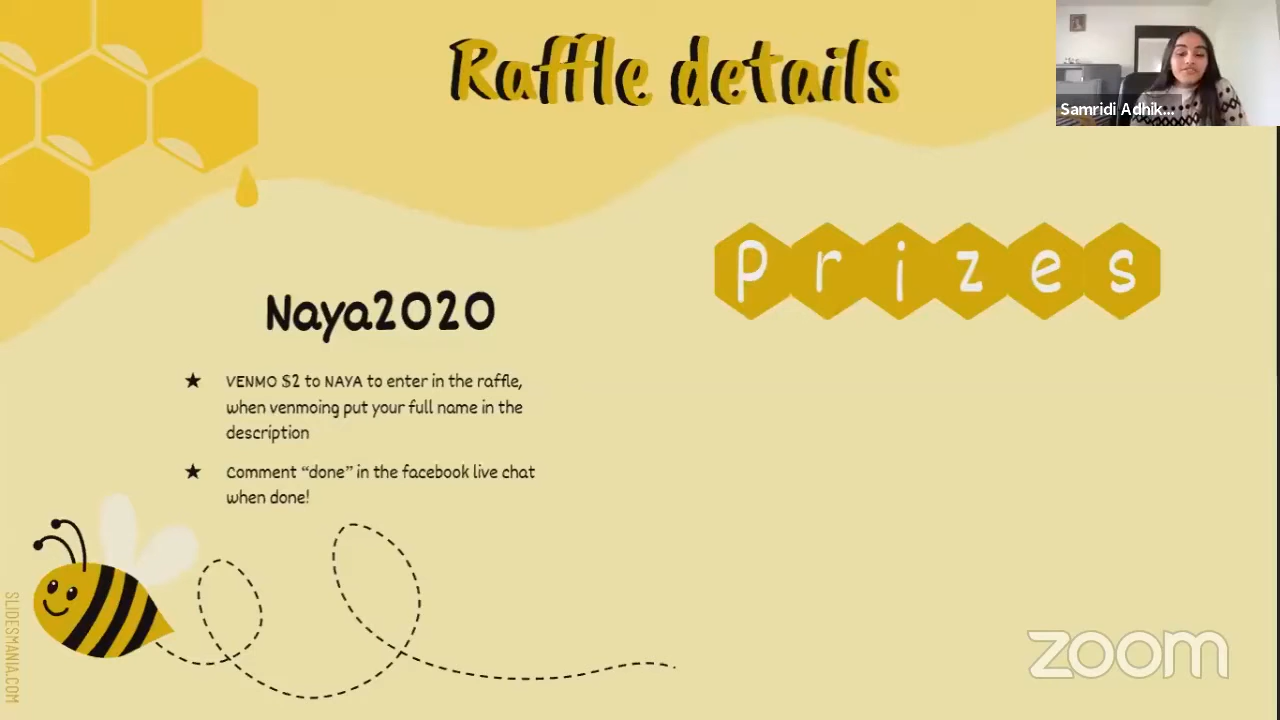 Raffle details
Samridi Adhik...
Prizes
Naya2020
★ VENMO $2 to NAYA to enter in the raffle,
when venmoing put your full name in the
description
★ Comment “done” in the facebook live chat
when done!
SLIDESMANIA.COM
zoom